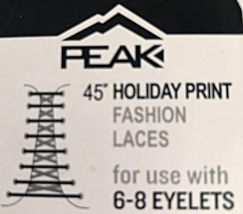 PEAK
45" HOLIDAY PRINT
FASHION
LACES
for use with
6-8 EYELETS